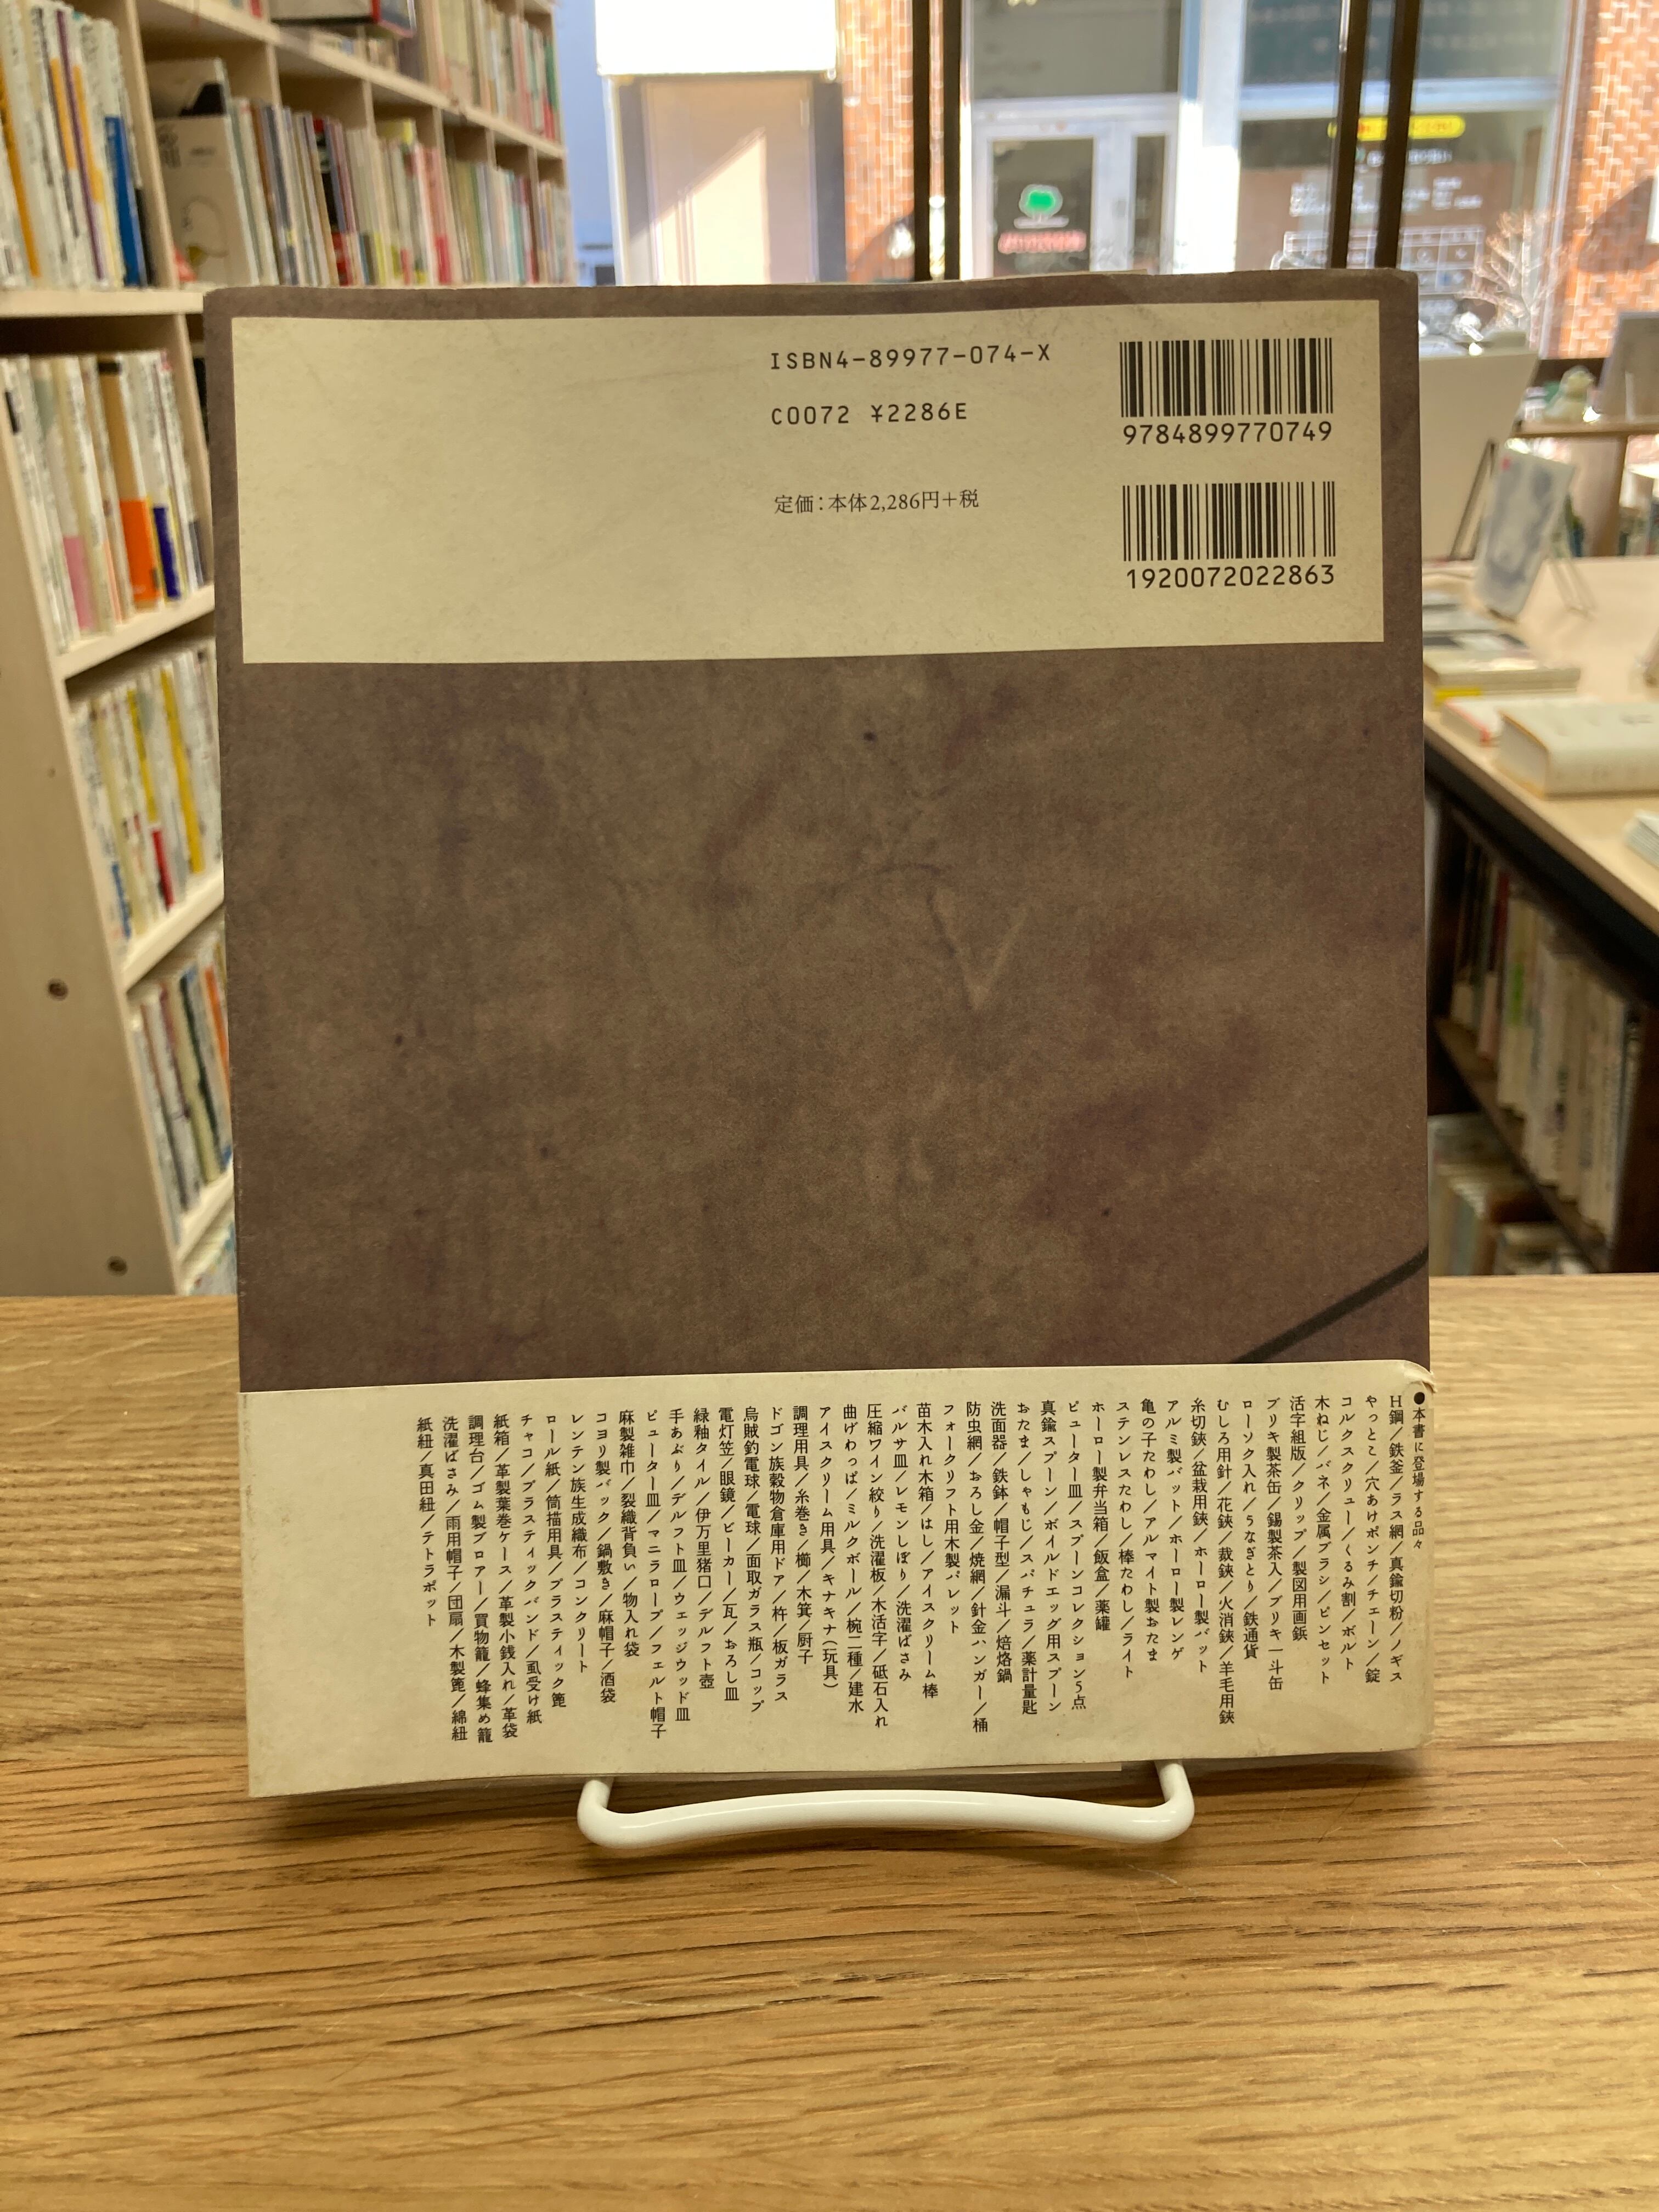 ISBN4-89977-074-X
C0072 ¥2286E
定価：本体2,286円＋税
9784899770749
1920072022863
●本書に登場する品々
H鋼／鉄釜／ラス網／真鍮切粉／ノギス
やっとこ／穴あけポンチ／チェーン／錠
コルクスクリュー／くるみ割／ボルト
木ねじ／バネ／金属ブラシ／ピンセット
活字組版／クリップ／製図用画鋲
ブリキ製茶缶／錫製茶入／ブリキ一斗缶
ローソク入れ／うなぎとり／鉄通貨
むしろ用針／花鋏／裁鋏／火消鋏／羊毛用鋏
糸切鋏／盆栽用鋏／ホーロー製バット
アルミ製バット／ホーロー製レンゲ
亀の子たわし／アルマイト製おたま
ステンレスたわし／棒たわし／ライト
ホーロー製弁当箱／飯盒／薬罐
ピューター皿／スプーンコレクション5点
真鍮スプーン／ボイルドエッグ用スプーン
おたま／しゃもじ／スパチュラ／薬計量匙
洗面器／鉄鉢／帽子型／漏斗／焙烙鍋
防虫網／おろし金／焼網／針金ハンガー／桶
フォークリフト用木製パレット
苗木入れ木箱／はし／アイスクリーム棒
バルサ皿／レモンしぼり／洗濯ばさみ
圧縮ワイン絞り／洗濯板／木活字／砥石入れ
曲げわっぱ／ミルクボール／椀二種／建水
アイスクリーム用具／キナキナ（玩具）
調理用具／糸巻き／櫛／木箕／厨子
ドゴン族穀物倉庫用ドア／杵／板ガラス
烏賊釣電球／電球／面取ガラス瓶／コップ
電灯笠／眼鏡／ビーカー／瓦／おろし皿
緑釉タイル／伊万里猪口／デルフト壺
手あぶり／デルフト皿／ウェッジウッド皿
ピューター皿／マニラロープ／フェルト帽子
麻製雑巾／裂織背負い／物入れ袋
コヨリ製バック／鍋敷き／麻帽子／酒袋
レンテン族生成織布／コンクリート
ロール紙／筒描用具／プラスティック箆
チャコ／プラスティックバンド／虱受け紙
紙箱／革製葉巻ケース／革製小銭入れ／革袋
調理台／ゴム製ブロアー／買物籠／蜂集め籠
洗濯ばさみ／雨用帽子／団扇／木製箆／綿紐
紙紐／真田紐／テトラポット